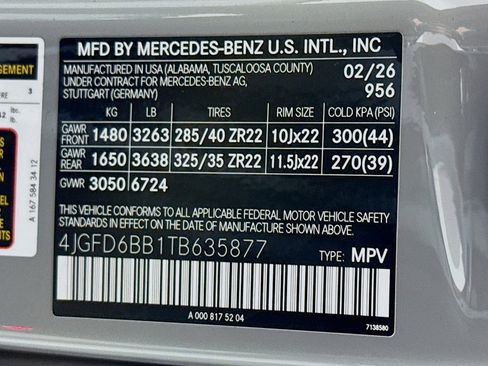 MFD BY MERCEDES-BENZ U.S. INTL., INC
MANUFACTURED IN USA (ALABAMA, TUSCALOOSA COUNTY)
UNDER CONTRACT FOR MERCEDES-BENZ AG,
STUTTGART (GERMANY)
02/26
956
KG LB TIRES RIM SIZE COLD KPA (PSI)
GAWR FRONT 1480 3263 285/40 ZR22 10Jx22 300(44)
GAWR REAR 1650 3638 325/35 ZR22 11.5Jx22 270(39)
GVWR 3050 6724
THIS VEHICLE CONFORMS TO ALL APPLICABLE FEDERAL MOTOR VEHICLE SAFETY
STANDARDS IN EFFECT ON THE DATE OF MANUFACTURE SHOWN ABOVE.
4JGFD6BB1TB635877
TYPE: MPV
A 000 817 52 04
7138580
A 167 584 34 12